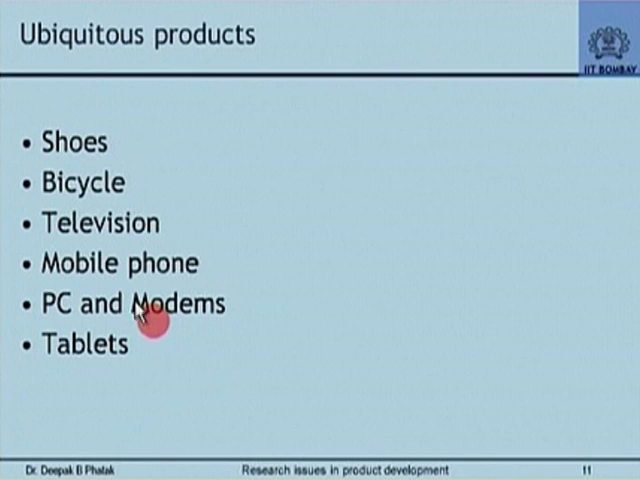 Ubiquitous products
IIT BOMBAY
• Shoes
• Bicycle
• Television
• Mobile phone
• PC and Modems
• Tablets
Dr. Deepak B Phatak Research issues in product development 11